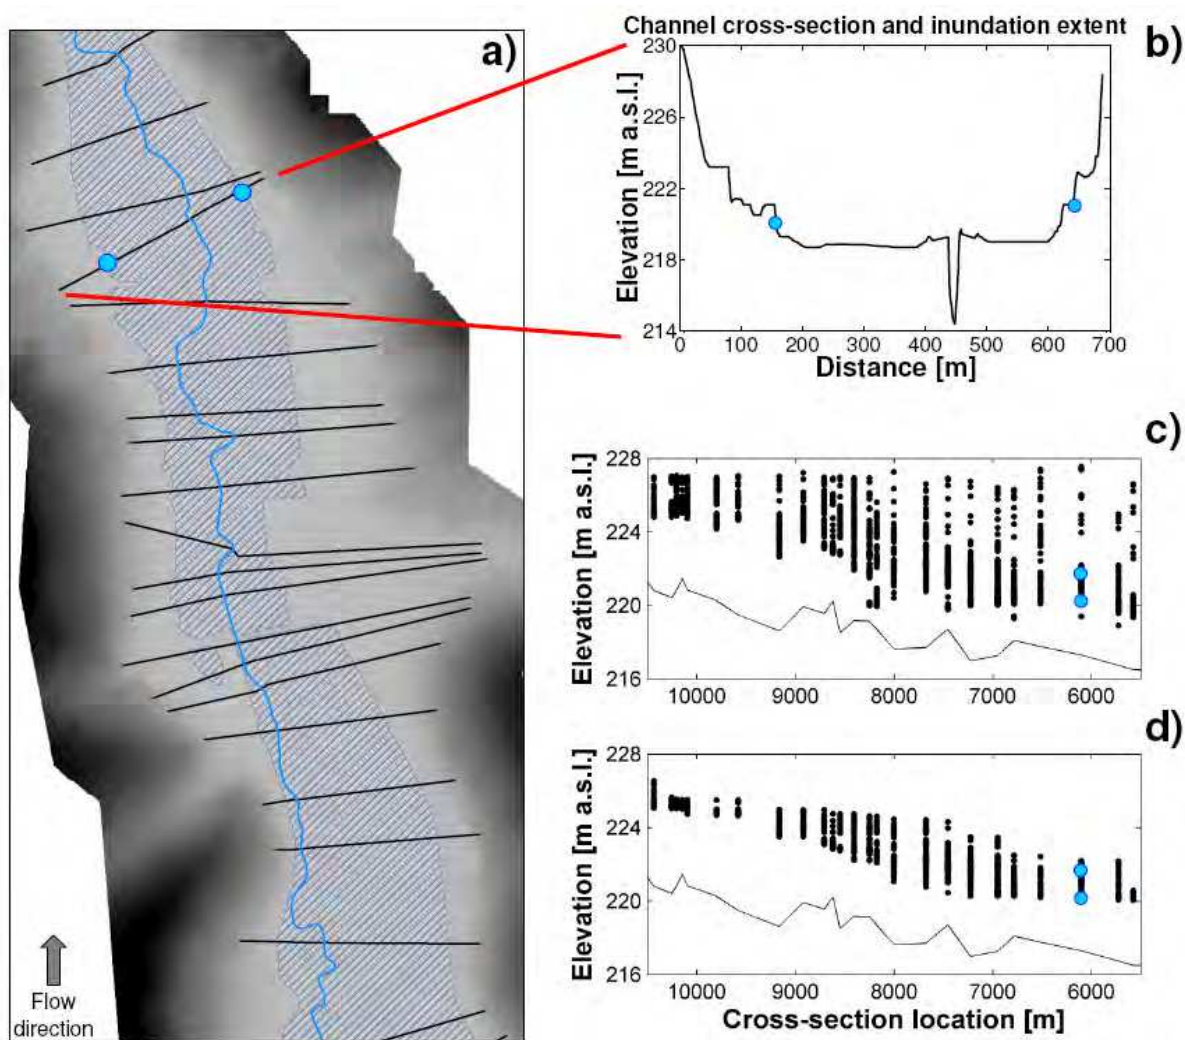 a)
Flow
direction
Channel cross-section and inundation extent
b)
Elevation [m a.s.l.]
230
226
222
218
214
0 100 200 300 400 500 600 700
Distance [m]
c)
Elevation [m a.s.l.]
228
224
220
216
10000 9000 8000 7000 6000
d)
Elevation [m a.s.l.]
228
224
220
216
10000 9000 8000 7000 6000
Cross-section location [m]